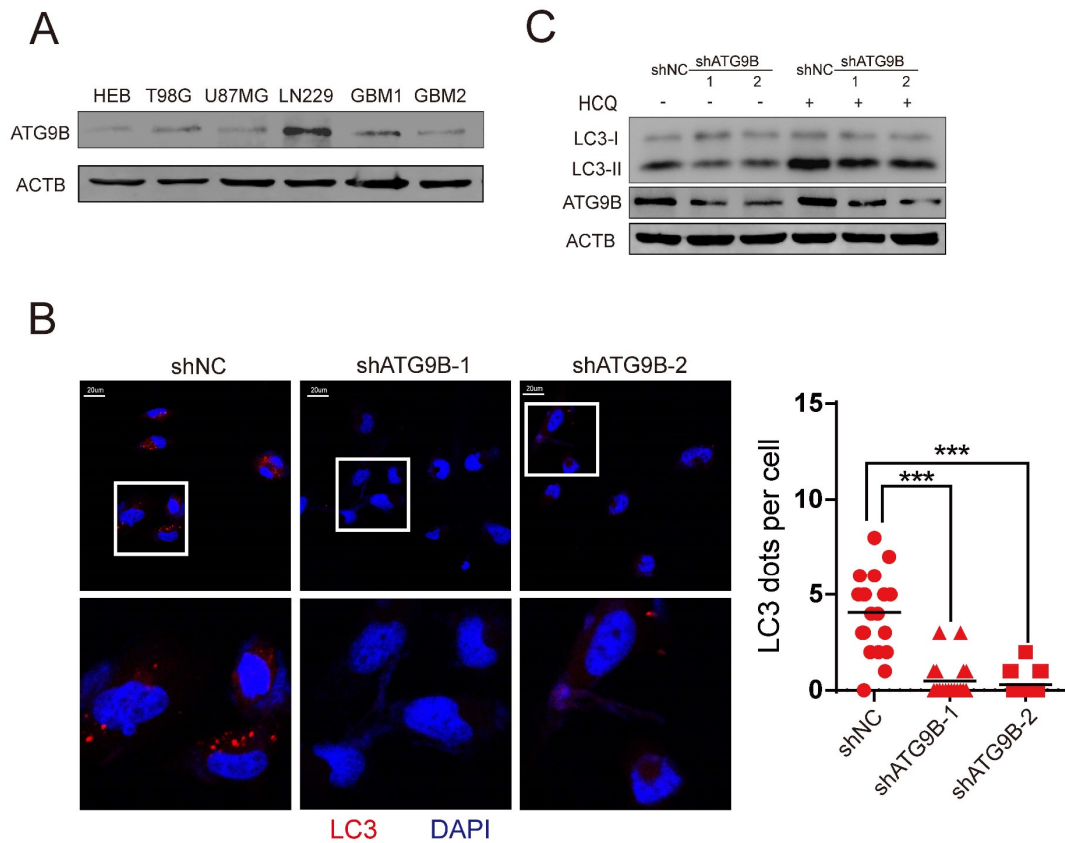 A
HEB T98G U87MG LN229 GBM1 GBM2
ATG9B
ACTB
C
shNC shATG9B shNC shATG9B
1 2 1 2
HCQ - - - + + +
LC3-I
LC3-II
ATG9B
ACTB
B
shNC shATG9B-1 shATG9B-2
20um 20um 20um
LC3 DAPI
LC3 dots per cell
15
10
5
0
***
***
shNC shATG9B-1 shATG9B-2